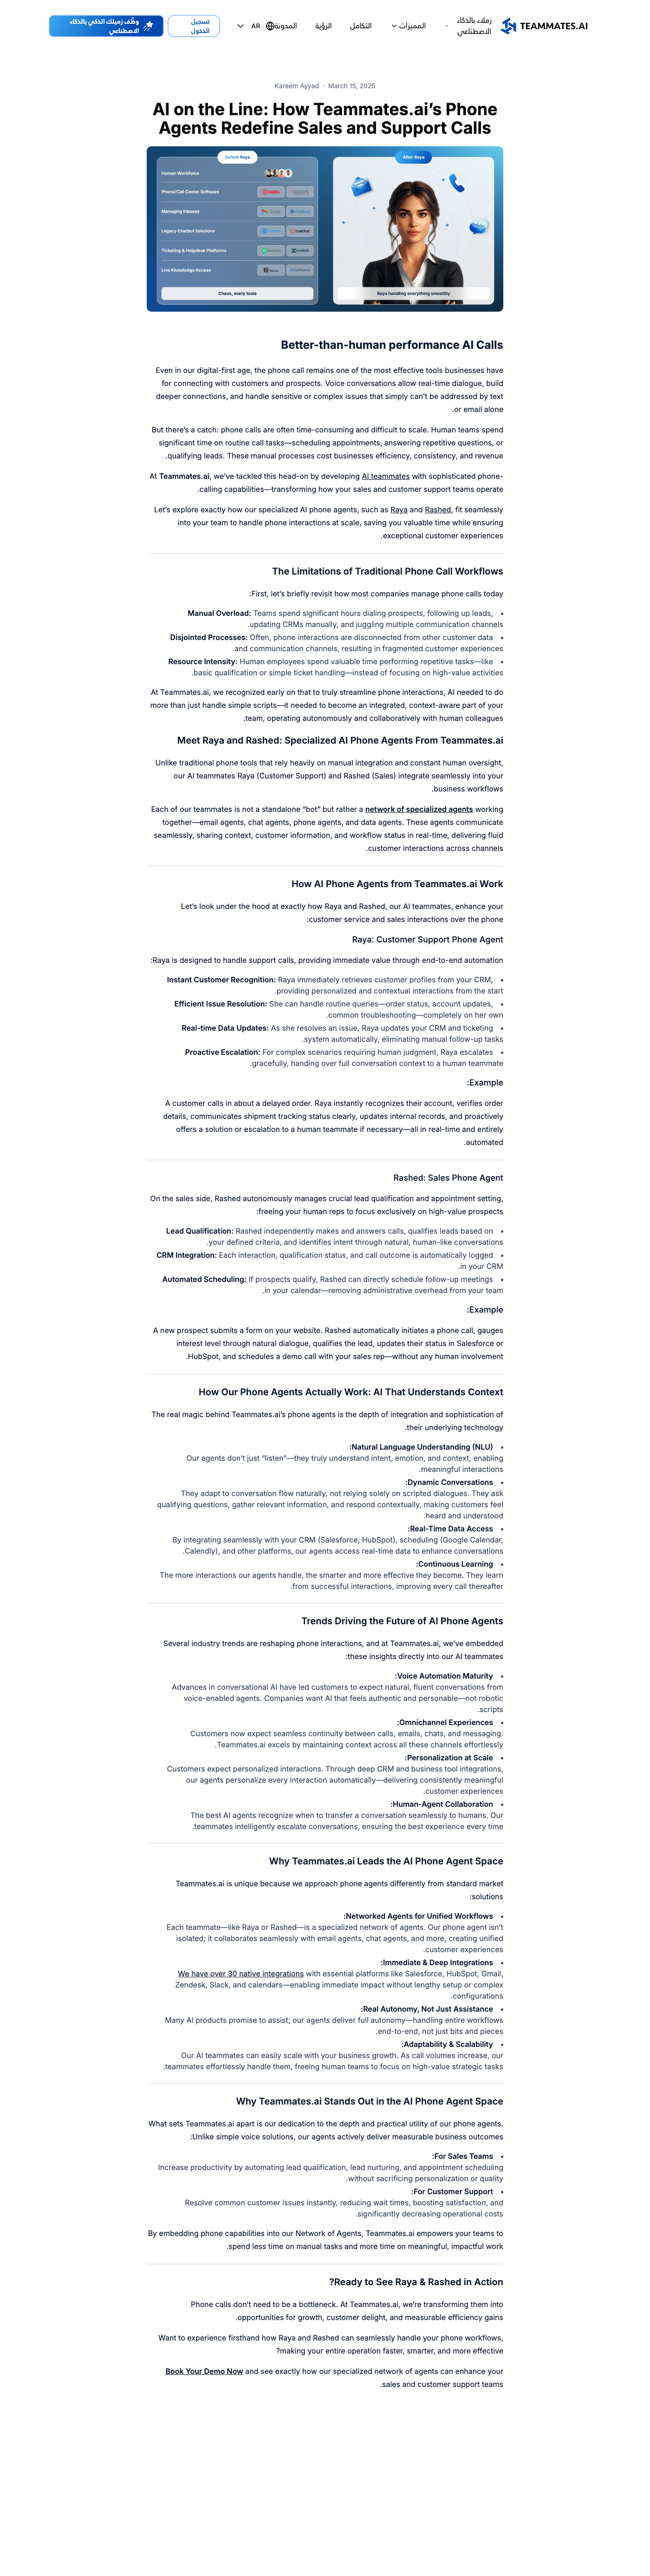 TEAMMATES.AI
زملاء بالذكاء
الاصطناعي
المميزات
التكامل
الرؤية
المدونة
AR
تسجيل
الدخول
وظّف زميلك الذكي بالذكاء
الاصطناعي
Kareem Ayyad • March 15, 2025
AI on the Line: How Teammates.ai’s Phone
Agents Redefine Sales and Support Calls
Before Raya
Human Workforce
Phone/Call Center Software
Managing Inboxes
Legacy Chatbot Solutions
LiveChat
Ticketing & Helpdesk Platforms
Live Knowledge Access
Chaos, many tools
After Raya
Raya handling everything smoothly
Better-than-human performance AI Calls
Even in our digital-first age, the phone call remains one of the most effective tools businesses have
for connecting with customers and prospects. Voice conversations allow real-time dialogue, build
deeper connections, and handle sensitive or complex issues that simply can’t be addressed by text
or email alone.
But there’s a catch: phone calls are often time-consuming and difficult to scale. Human teams spend
significant time on routine call tasks—scheduling appointments, answering repetitive questions, or
qualifying leads. These manual processes cost businesses efficiency, consistency, and revenue.
At Teammates.ai, we’ve tackled this head-on by developing AI teammates with sophisticated phone-
calling capabilities—transforming how your sales and customer support teams operate.
Let’s explore exactly how our specialized AI phone agents, such as Raya and Rashed, fit seamlessly
into your team to handle phone interactions at scale, saving you valuable time while ensuring
exceptional customer experiences.
The Limitations of Traditional Phone Call Workflows
First, let’s briefly revisit how most companies manage phone calls today:
• Manual Overload: Teams spend significant hours dialing prospects, following up leads,
updating CRMs manually, and juggling multiple communication channels.
• Disjointed Processes: Often, phone interactions are disconnected from other customer data
and communication channels, resulting in fragmented customer experiences.
• Resource Intensity: Human employees spend valuable time performing repetitive tasks—like
basic qualification or simple ticket handling—instead of focusing on high-value activities.
At Teammates.ai, we recognized early on that to truly streamline phone interactions, AI needed to do
more than just handle simple scripts—it needed to become an integrated, context-aware part of your
team, operating autonomously and collaboratively with human colleagues.
Meet Raya and Rashed: Specialized AI Phone Agents From Teammates.ai
Unlike traditional phone tools that rely heavily on manual integration and constant human oversight,
our AI teammates Raya (Customer Support) and Rashed (Sales) integrate seamlessly into your
business workflows.
Each of our teammates is not a standalone “bot” but rather a network of specialized agents working
together—email agents, chat agents, phone agents, and data agents. These agents communicate
seamlessly, sharing context, customer information, and workflow status in real-time, delivering fluid
customer interactions across channels.
How AI Phone Agents from Teammates.ai Work
Let’s look under the hood at exactly how Raya and Rashed, our AI teammates, enhance your
customer service and sales interactions over the phone:
Raya: Customer Support Phone Agent
Raya is designed to handle support calls, providing immediate value through end-to-end automation:
• Instant Customer Recognition: Raya immediately retrieves customer profiles from your CRM,
providing personalized and contextual interactions from the start.
• Efficient Issue Resolution: She can handle routine queries—order status, account updates,
common troubleshooting—completely on her own.
• Real-time Data Updates: As she resolves an issue, Raya updates your CRM and ticketing
system automatically, eliminating manual follow-up tasks.
• Proactive Escalation: For complex scenarios requiring human judgment, Raya escalates
gracefully, handing over full conversation context to a human teammate.
Example:
A customer calls in about a delayed order. Raya instantly recognizes their account, verifies order
details, communicates shipment tracking status clearly, updates internal records, and proactively
offers a solution or escalation to a human teammate if necessary—all in real-time and entirely
automated.
Rashed: Sales Phone Agent
On the sales side, Rashed autonomously manages crucial lead qualification and appointment setting,
freeing your human reps to focus exclusively on high-value prospects:
• Lead Qualification: Rashed independently makes and answers calls, qualifies leads based on
your defined criteria, and identifies intent through natural, human-like conversations.
• CRM Integration: Each interaction, qualification status, and call outcome is automatically logged
in your CRM.
• Automated Scheduling: If prospects qualify, Rashed can directly schedule follow-up meetings
in your calendar—removing administrative overhead from your team.
Example:
A new prospect submits a form on your website. Rashed automatically initiates a phone call, gauges
interest level through natural dialogue, qualifies the lead, updates their status in Salesforce or
HubSpot, and schedules a demo call with your sales rep—without any human involvement.
How Our Phone Agents Actually Work: AI That Understands Context
The real magic behind Teammates.ai’s phone agents is the depth of integration and sophistication of
their underlying technology.
• Natural Language Understanding (NLU):
Our agents don’t just “listen”—they truly understand intent, emotion, and context, enabling
meaningful interactions.
• Dynamic Conversations:
They adapt to conversation flow naturally, not relying solely on scripted dialogues. They ask
qualifying questions, gather relevant information, and respond contextually, making customers feel
heard and understood.
• Real-Time Data Access:
By integrating seamlessly with your CRM (Salesforce, HubSpot), scheduling (Google Calendar,
Calendly), and other platforms, our agents access real-time data to enhance conversations.
• Continuous Learning:
The more interactions our agents handle, the smarter and more effective they become. They learn
from successful interactions, improving every call thereafter.
Trends Driving the Future of AI Phone Agents
Several industry trends are reshaping phone interactions, and at Teammates.ai, we’ve embedded
these insights directly into our AI teammates:
• Voice Automation Maturity:
Advances in conversational AI have led customers to expect natural, fluent conversations from
voice-enabled agents. Companies want AI that feels authentic and personable—not robotic
scripts.
• Omnichannel Experiences:
Customers now expect seamless continuity between calls, emails, chats, and messaging.
Teammates.ai excels by maintaining context across all these channels effortlessly.
• Personalization at Scale:
Customers expect personalized interactions. Through deep CRM and business tool integrations,
our agents personalize every interaction automatically—delivering consistently meaningful
customer experiences.
• Human-Agent Collaboration:
The best AI agents recognize when to transfer a conversation seamlessly to humans. Our
teammates intelligently escalate conversations, ensuring the best experience every time.
Why Teammates.ai Leads the AI Phone Agent Space
Teammates.ai is unique because we approach phone agents differently from standard market
solutions:
• Networked Agents for Unified Workflows:
Each teammate—like Raya or Rashed—is a specialized network of agents. Our phone agent isn’t
isolated; it collaborates seamlessly with email agents, chat agents, and more, creating unified
customer experiences.
• Immediate & Deep Integrations:
We have over 30 native integrations with essential platforms like Salesforce, HubSpot, Gmail,
Zendesk, Slack, and calendars—enabling immediate impact without lengthy setup or complex
configurations.
• Real Autonomy, Not Just Assistance:
Many AI products promise to assist; our agents deliver full autonomy—handling entire workflows
end-to-end, not just bits and pieces.
• Adaptability & Scalability:
Our AI teammates can easily scale with your business growth. As call volumes increase, our
teammates effortlessly handle them, freeing human teams to focus on high-value strategic tasks.
Why Teammates.ai Stands Out in the AI Phone Agent Space
What sets Teammates.ai apart is our dedication to the depth and practical utility of our phone agents.
Unlike simple voice solutions, our agents actively deliver measurable business outcomes:
• For Sales Teams:
Increase productivity by automating lead qualification, lead nurturing, and appointment scheduling
without sacrificing personalization or quality.
• For Customer Support:
Resolve common customer issues instantly, reducing wait times, boosting satisfaction, and
significantly decreasing operational costs.
By embedding phone capabilities into our Network of Agents, Teammates.ai empowers your teams to
spend less time on manual tasks and more time on meaningful, impactful work.
Ready to See Raya & Rashed in Action?
Phone calls don’t need to be a bottleneck. At Teammates.ai, we’re transforming them into
opportunities for growth, customer delight, and measurable efficiency gains.
Want to experience firsthand how Raya and Rashed can seamlessly handle your phone workflows,
making your entire operation faster, smarter, and more effective?
Book Your Demo Now and see exactly how our specialized network of agents can enhance your
sales and customer support teams.